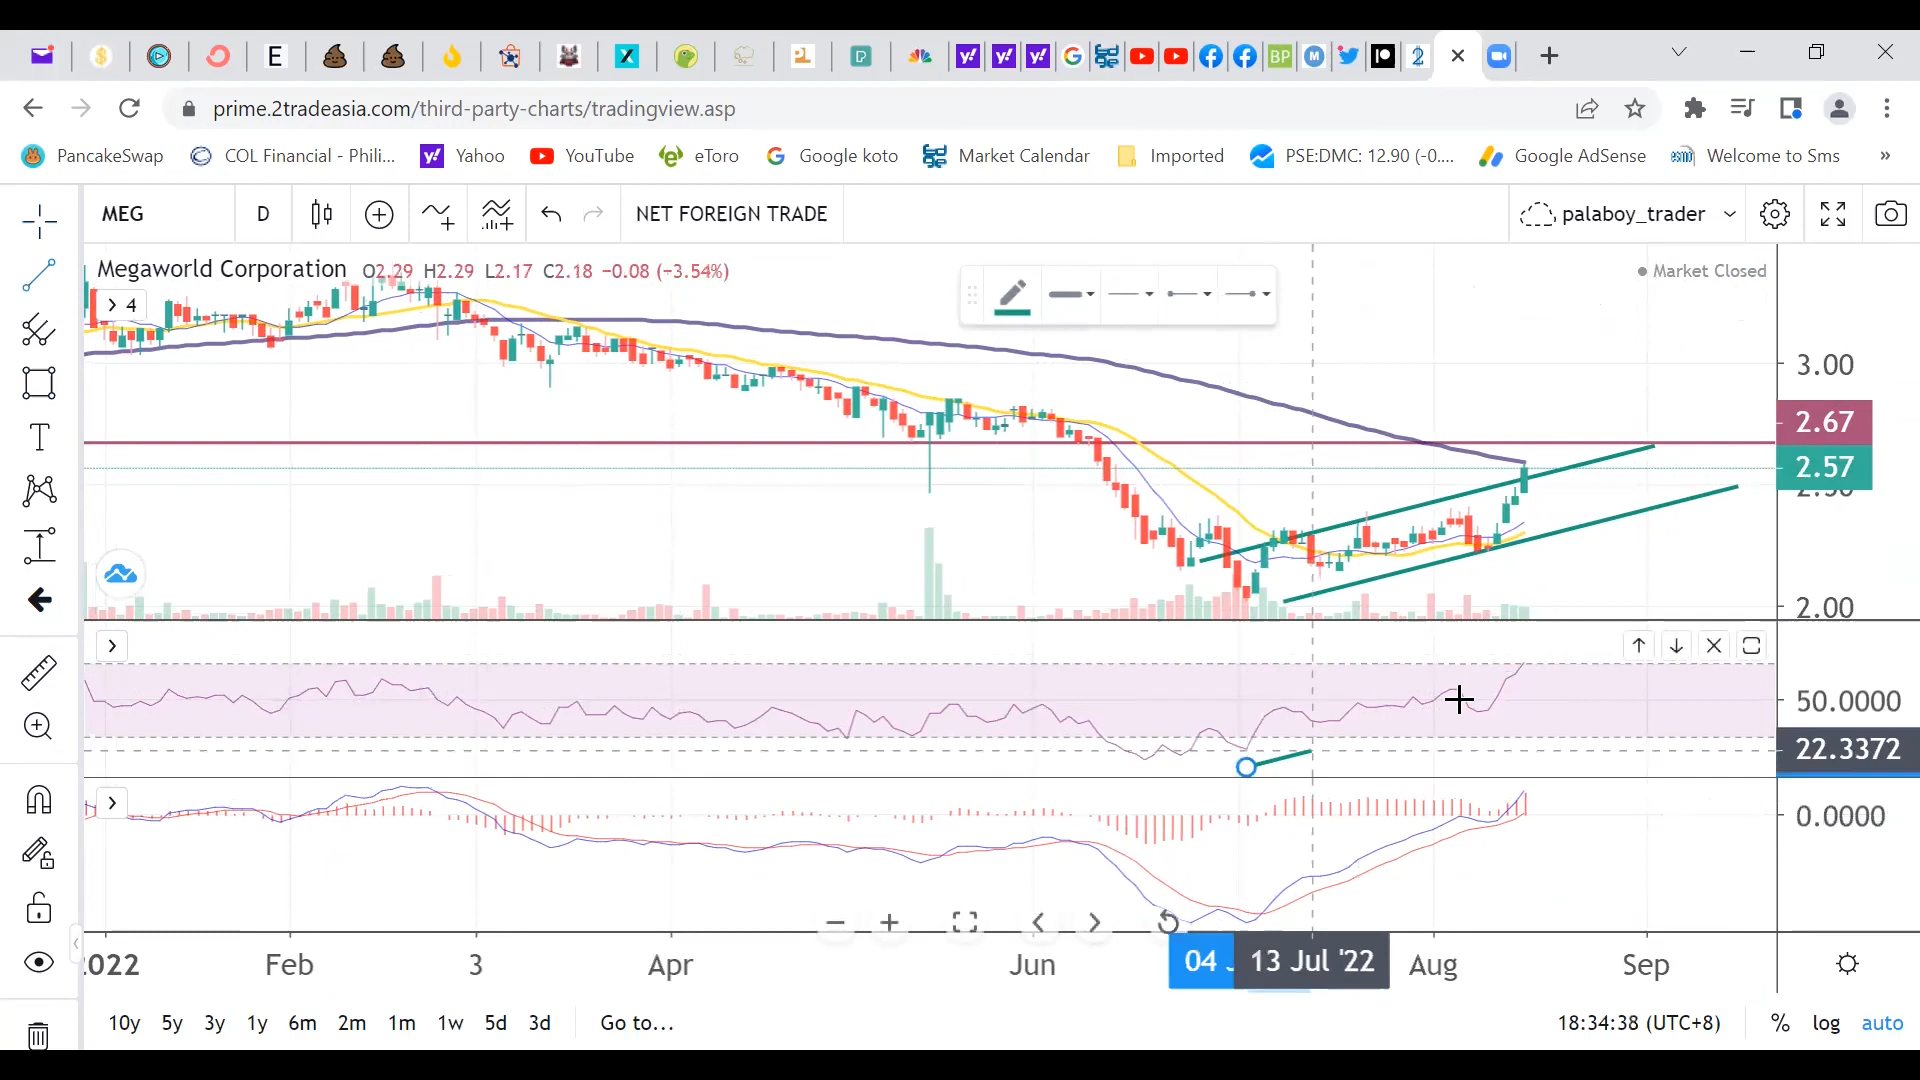 E
BP
prime.2tradeasia.com/third-party-charts/tradingview.asp
PancakeSwap COL Financial - Phili... Yahoo YouTube eToro Google koto Market Calendar Imported PSE:DMC: 12.90 (-0.... Google AdSense Welcome to Sms »
MEG D NET FOREIGN TRADE palaboy_trader
Megaworld Corporation O2.29 H2.29 L2.17 C2.18 −0.08 (−3.54%) Market Closed
4
3.00
2.67
2.57
2.50
2.00
50.0000
22.3372
0.0000
2022 Feb 3 Apr Jun 04 J 13 Jul '22 Aug Sep
10y 5y 3y 1y 6m 2m 1m 1w 5d 3d Go to... 18:34:38 (UTC+8) % log auto